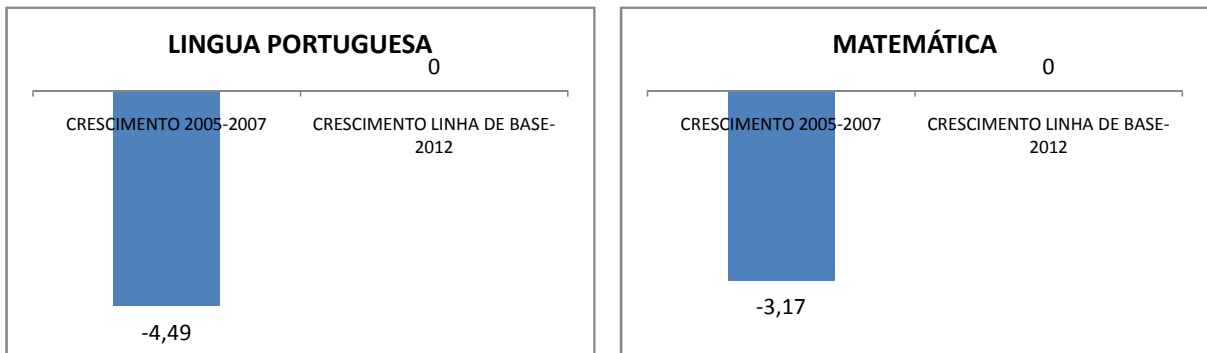 LINGUA PORTUGUESA
0
CRESCIMENTO 2005-2007
CRESCIMENTO LINHA DE BASE-
2012
-4,49
MATEMÁTICA
0
CRESCIMENTO 2005-2007
CRESCIMENTO LINHA DE BASE-
2012
-3,17